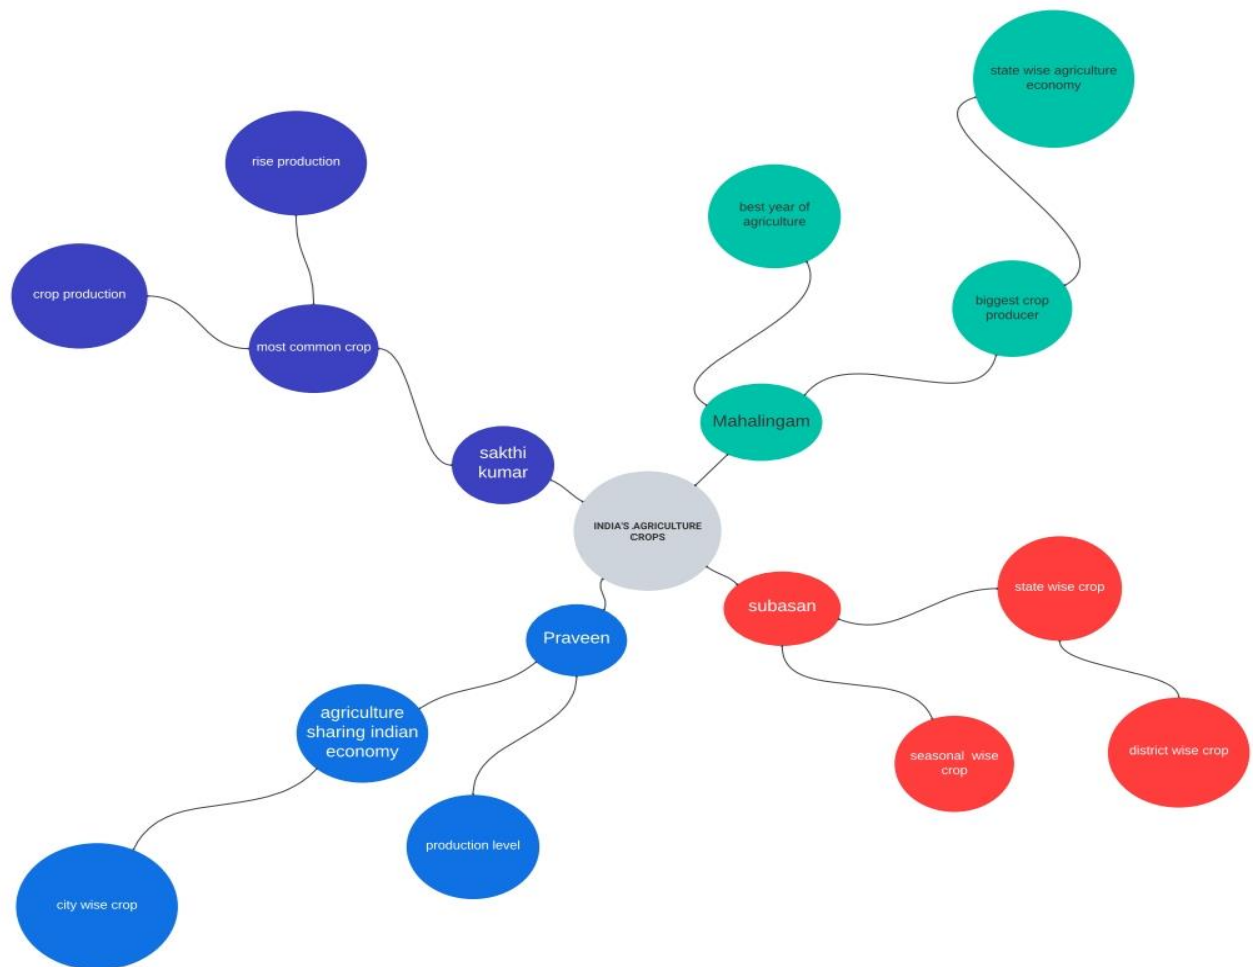 state wise agriculture
economy
rise production
best year of
agriculture
crop production
biggest crop
producer
most common crop
Mahalingam
sakthi
kumar
INDIA'S .AGRICULTURE
CROPS
state wise crop
subasan
Praveen
agriculture
sharing indian
economy
seasonal wise
crop
district wise crop
production level
city wise crop